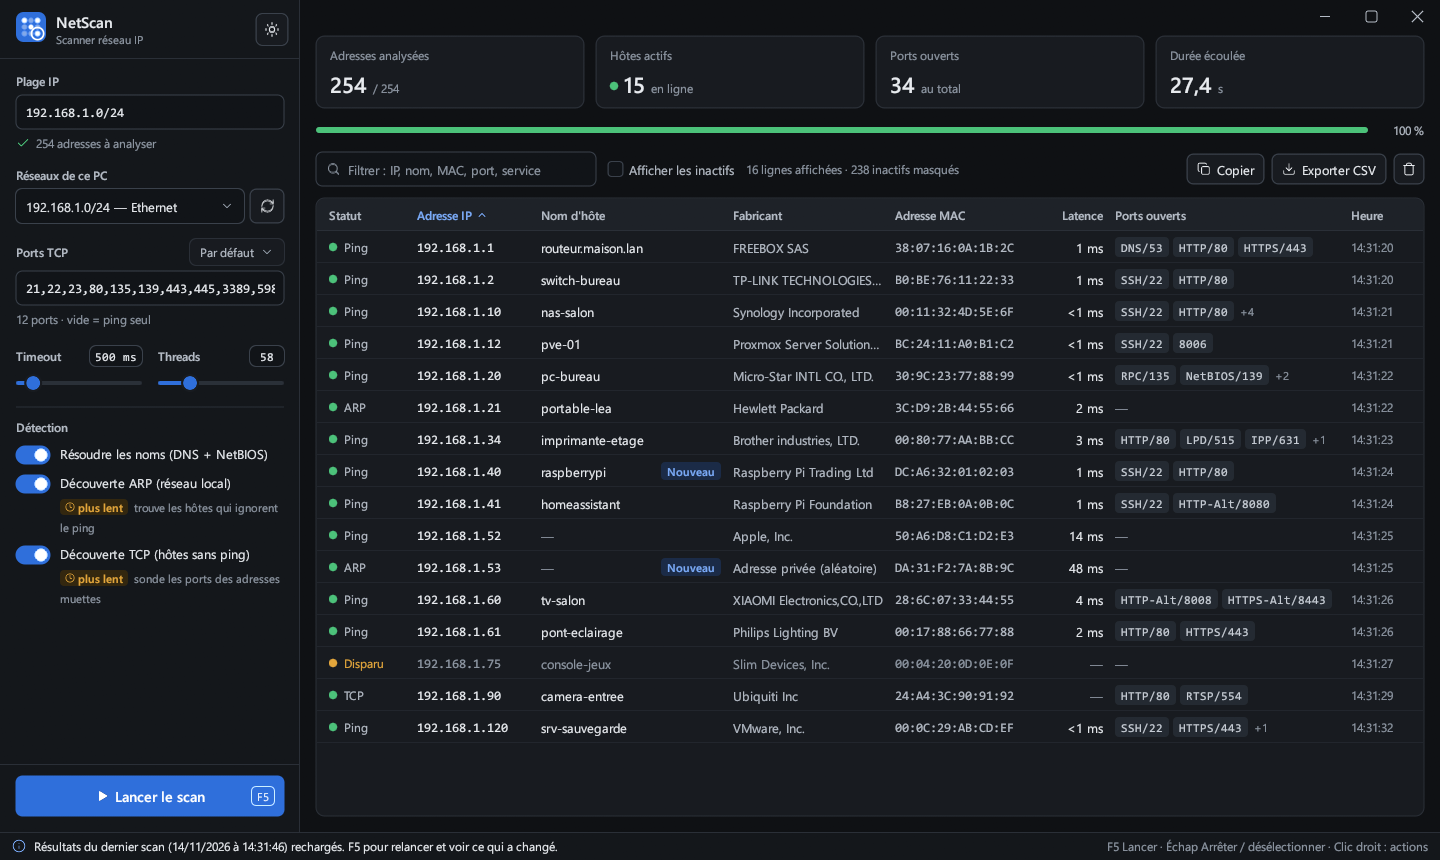 NetScan
Scanner réseau IP
Plage IP
192.168.1.0/24
254 adresses à analyser
Réseaux de ce PC
192.168.1.0/24 — Ethernet
Ports TCP
Par défaut
21,22,23,80,135,139,443,445,3389,598
12 ports · vide = ping seul
Timeout 500 ms Threads 58
Détection
Résoudre les noms (DNS + NetBIOS)
Découverte ARP (réseau local)
plus lent trouve les hôtes qui ignorent
le ping
Découverte TCP (hôtes sans ping)
plus lent sonde les ports des adresses
muettes
Lancer le scan F5
Adresses analysées
254 / 254
Hôtes actifs
15 en ligne
Ports ouverts
34 au total
Durée écoulée
27,4 s
100 %
Filtrer : IP, nom, MAC, port, service
Afficher les inactifs
16 lignes affichées · 238 inactifs masqués
Copier
Exporter CSV
Statut Adresse IP Nom d'hôte Fabricant Adresse MAC Latence Ports ouverts Heure
Ping 192.168.1.1 routeur.maison.lan FREEBOX SAS 38:07:16:0A:1B:2C 1 ms DNS/53 HTTP/80 HTTPS/443 14:31:20
Ping 192.168.1.2 switch-bureau TP-LINK TECHNOLOGIES... B0:BE:76:11:22:33 1 ms SSH/22 HTTP/80 14:31:20
Ping 192.168.1.10 nas-salon Synology Incorporated 00:11:32:4D:5E:6F <1 ms SSH/22 HTTP/80 +4 14:31:21
Ping 192.168.1.12 pve-01 Proxmox Server Solution... BC:24:11:A0:B1:C2 <1 ms SSH/22 8006 14:31:21
Ping 192.168.1.20 pc-bureau Micro-Star INTL CO., LTD. 30:9C:23:77:88:99 <1 ms RPC/135 NetBIOS/139 +2 14:31:22
ARP 192.168.1.21 portable-lea Hewlett Packard 3C:D9:2B:44:55:66 2 ms — 14:31:22
Ping 192.168.1.34 imprimante-etage Brother industries, LTD. 00:80:77:AA:BB:CC 3 ms HTTP/80 LPD/515 IPP/631 +1 14:31:23
Ping 192.168.1.40 raspberrypi Nouveau Raspberry Pi Trading Ltd DC:A6:32:01:02:03 1 ms SSH/22 HTTP/80 14:31:24
Ping 192.168.1.41 homeassistant Raspberry Pi Foundation B8:27:EB:0A:0B:0C 1 ms SSH/22 HTTP-Alt/8080 14:31:24
Ping 192.168.1.52 — Apple, Inc. 50:A6:D8:C1:D2:E3 14 ms — 14:31:25
ARP 192.168.1.53 — Nouveau Adresse privée (aléatoire) DA:31:F2:7A:8B:9C 48 ms — 14:31:25
Ping 192.168.1.60 tv-salon XIAOMI Electronics,CO.,LTD 28:6C:07:33:44:55 4 ms HTTP-Alt/8008 HTTPS-Alt/8443 14:31:26
Ping 192.168.1.61 pont-eclairage Philips Lighting BV 00:17:88:66:77:88 2 ms HTTP/80 HTTPS/443 14:31:26
Disparu 192.168.1.75 console-jeux Slim Devices, Inc. 00:04:20:0D:0E:0F — — 14:31:27
TCP 192.168.1.90 camera-entree Ubiquiti Inc 24:A4:3C:90:91:92 — HTTP/80 RTSP/554 14:31:29
Ping 192.168.1.120 srv-sauvegarde VMware, Inc. 00:0C:29:AB:CD:EF <1 ms SSH/22 HTTPS/443 +1 14:31:32
Résultats du dernier scan (14/11/2026 à 14:31:46) rechargés. F5 pour relancer et voir ce qui a changé.
F5 Lancer · Échap Arrêter / désélectionner · Clic droit : actions